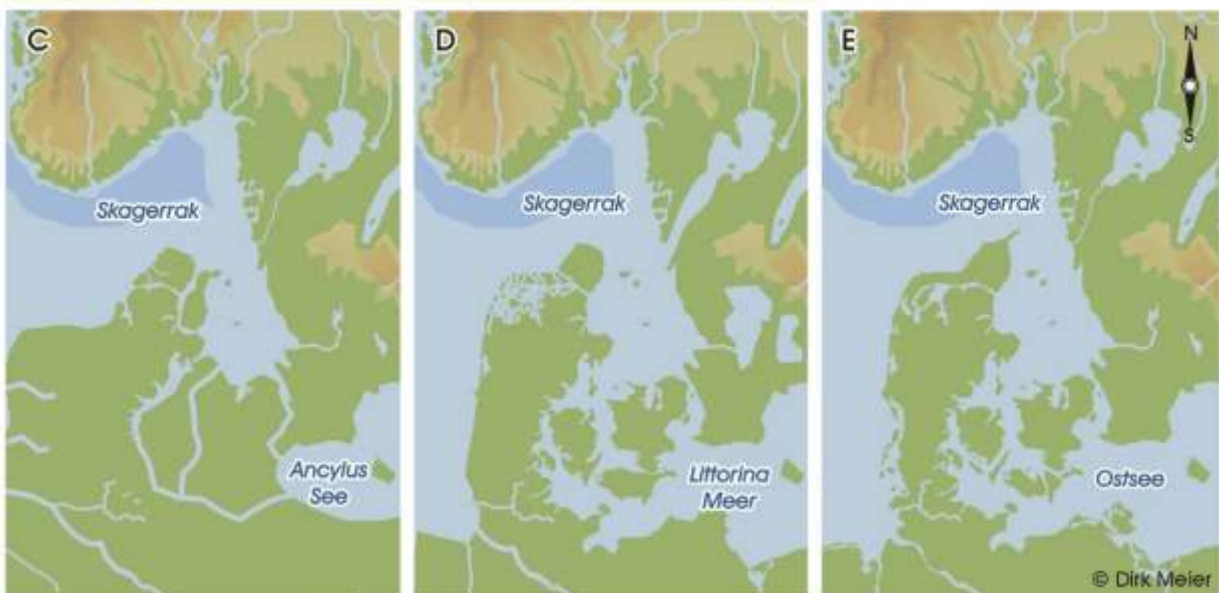 C
Skagerrak
Ancylus
See
D
Skagerrak
Littorina
Meer
E
N
S
Skagerrak
Ostsee
© Dirk Meier